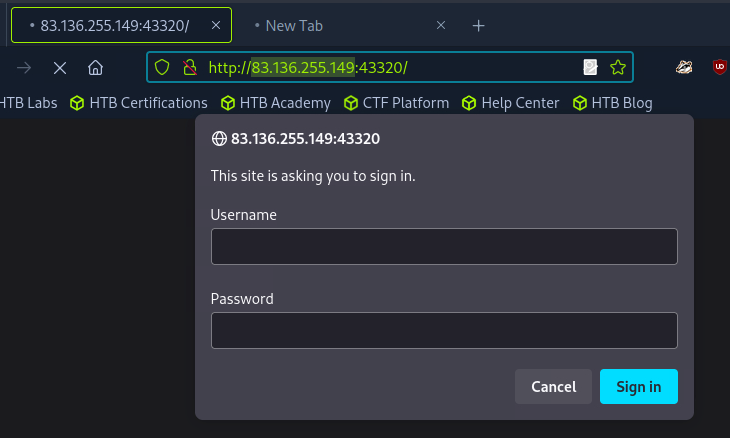 83.136.255.149:43320/
New Tab
http://83.136.255.149:43320/
HTB Labs HTB Certifications HTB Academy CTF Platform Help Center HTB Blog
83.136.255.149:43320
This site is asking you to sign in.
Username
Password
Cancel Sign in